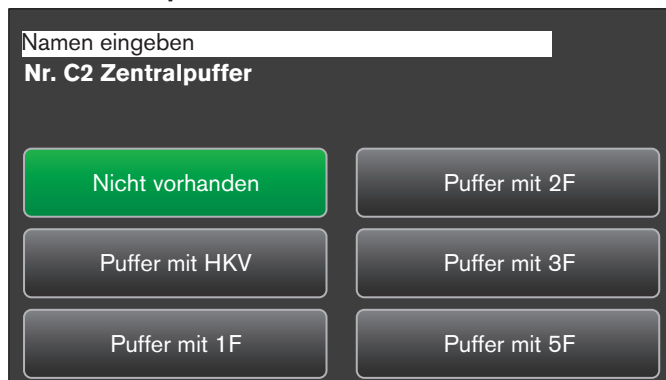 Namen eingeben
Nr. C2 Zentralpuffer
Nicht vorhanden
Puffer mit 2F
Puffer mit HKV
Puffer mit 3F
Puffer mit 1F
Puffer mit 5F